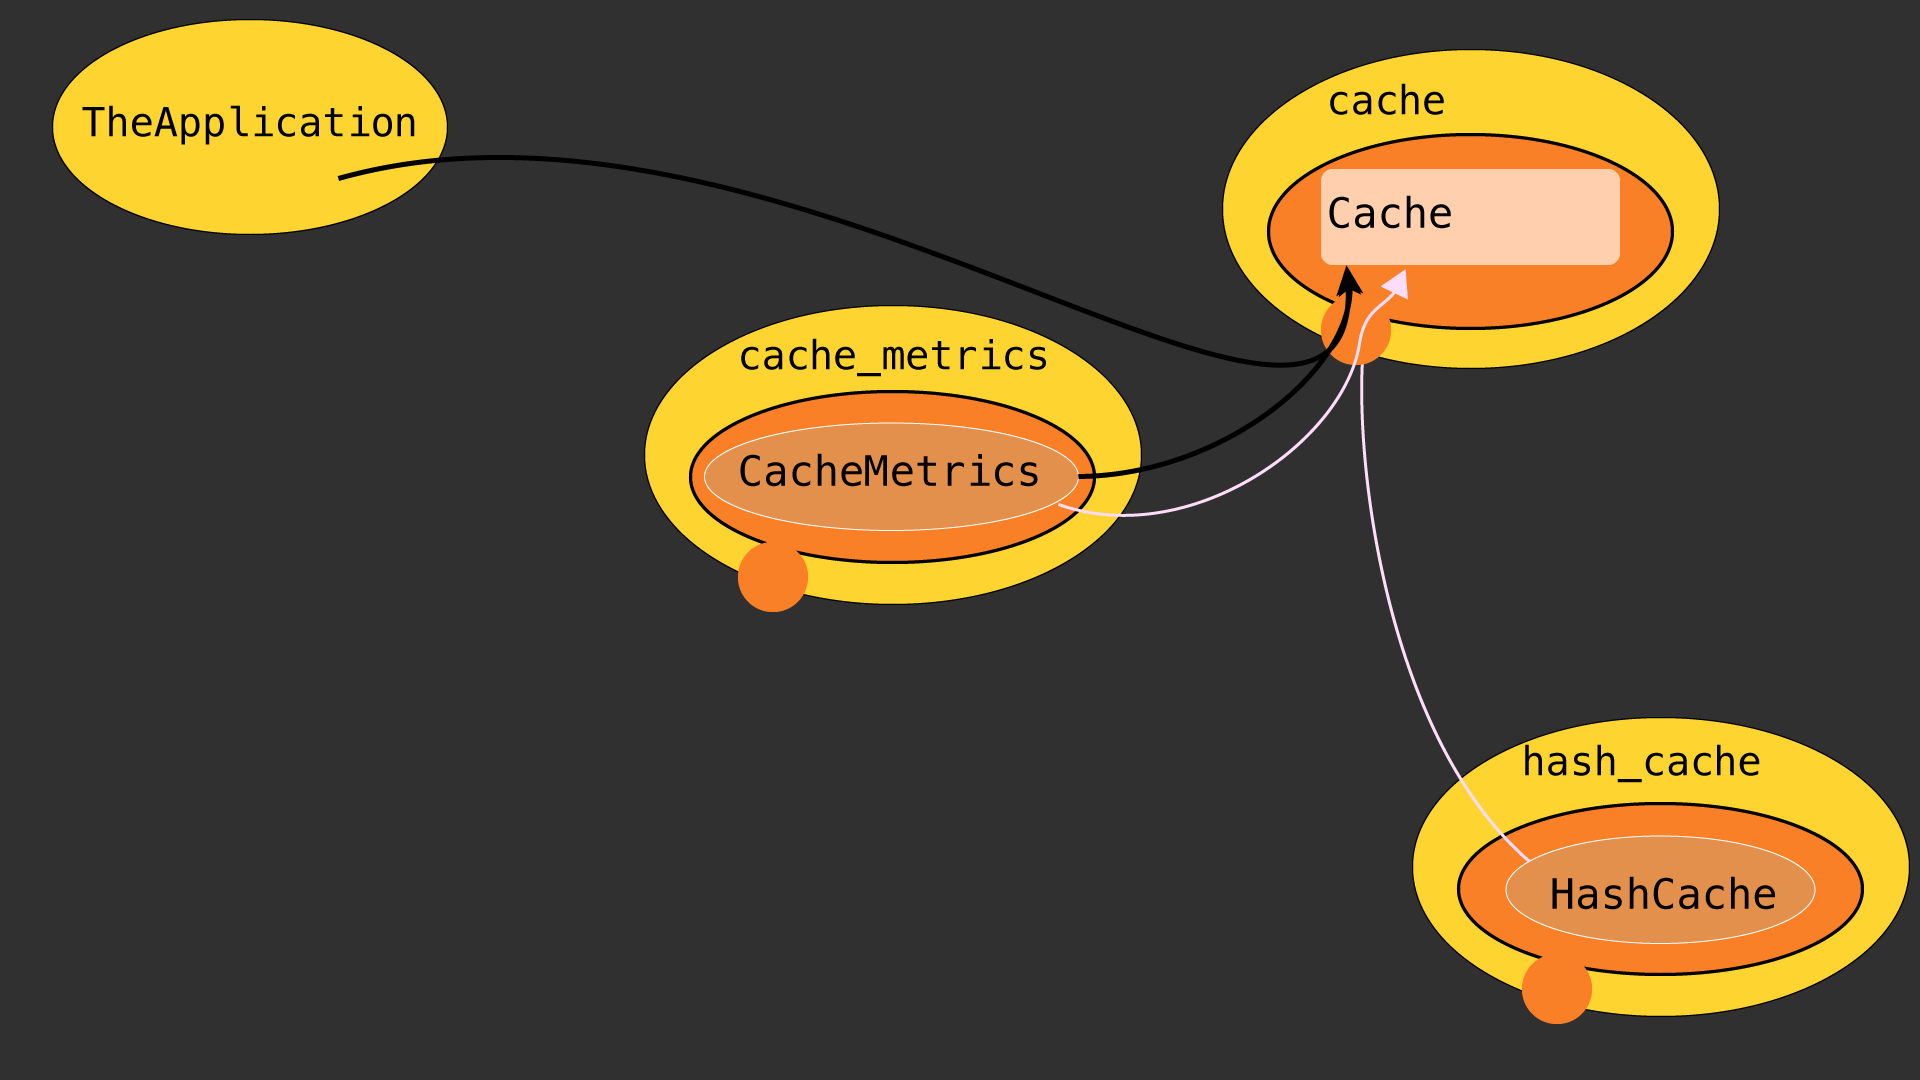 TheApplication
cache
Cache
cache_metrics
CacheMetrics
hash_cache
HashCache